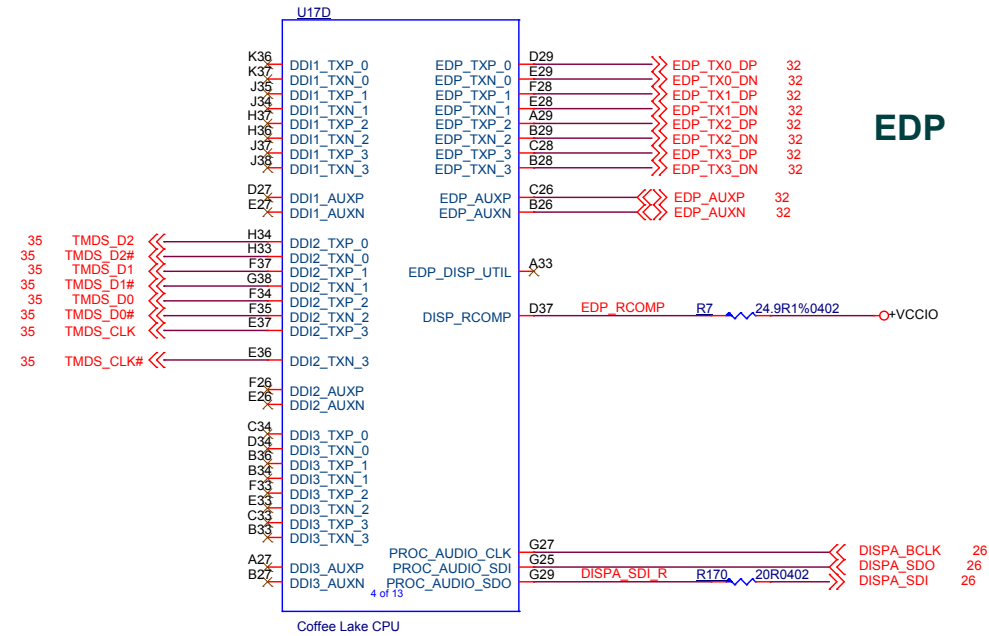 U17D
K36 DDI1_TXP_0 EDP_TXP_0 D29 EDP_TX0_DP 32
K37 DDI1_TXN_0 EDP_TXN_0 E29 EDP_TX0_DN 32
J35 DDI1_TXP_1 EDP_TXP_1 F28 EDP_TX1_DP 32
J34 DDI1_TXN_1 EDP_TXN_1 E28 EDP_TX1_DN 32
H37 DDI1_TXP_2 EDP_TXP_2 A29 EDP_TX2_DP 32
H36 DDI1_TXN_2 EDP_TXN_2 B29 EDP_TX2_DN 32
J37 DDI1_TXP_3 EDP_TXP_3 C28 EDP_TX3_DP 32
J38 DDI1_TXN_3 EDP_TXN_3 B28 EDP_TX3_DN 32
EDP
D27 DDI1_AUXP EDP_AUXP C26 EDP_AUXP 32
E27 DDI1_AUXN EDP_AUXN B26 EDP_AUXN 32
35 TMDS_D2 H34 DDI2_TXP_0
35 TMDS_D2# H33 DDI2_TXN_0
35 TMDS_D1 F37 DDI2_TXP_1 EDP_DISP_UTIL A33
35 TMDS_D1# G38 DDI2_TXN_1
35 TMDS_D0 F34 DDI2_TXP_2
35 TMDS_D0# F35 DDI2_TXN_2 DISP_RCOMP D37 EDP_RCOMP R7 24.9R1%0402 +VCCIO
35 TMDS_CLK E37 DDI2_TXP_3
35 TMDS_CLK# E36 DDI2_TXN_3
F26 DDI2_AUXP
E26 DDI2_AUXN
C34 DDI3_TXP_0
D34 DDI3_TXN_0
B36 DDI3_TXP_1
B34 DDI3_TXN_1
F33 DDI3_TXP_2
E33 DDI3_TXN_2
C33 DDI3_TXP_3
B33 DDI3_TXN_3
PROC_AUDIO_CLK G27 DISPA_BCLK 26
A27 DDI3_AUXP PROC_AUDIO_SDI G25 DISPA_SDO 26
B27 DDI3_AUXN PROC_AUDIO_SDO G29 DISPA_SDI_R R170 20R0402 DISPA_SDI 26
4 of 13
Coffee Lake CPU